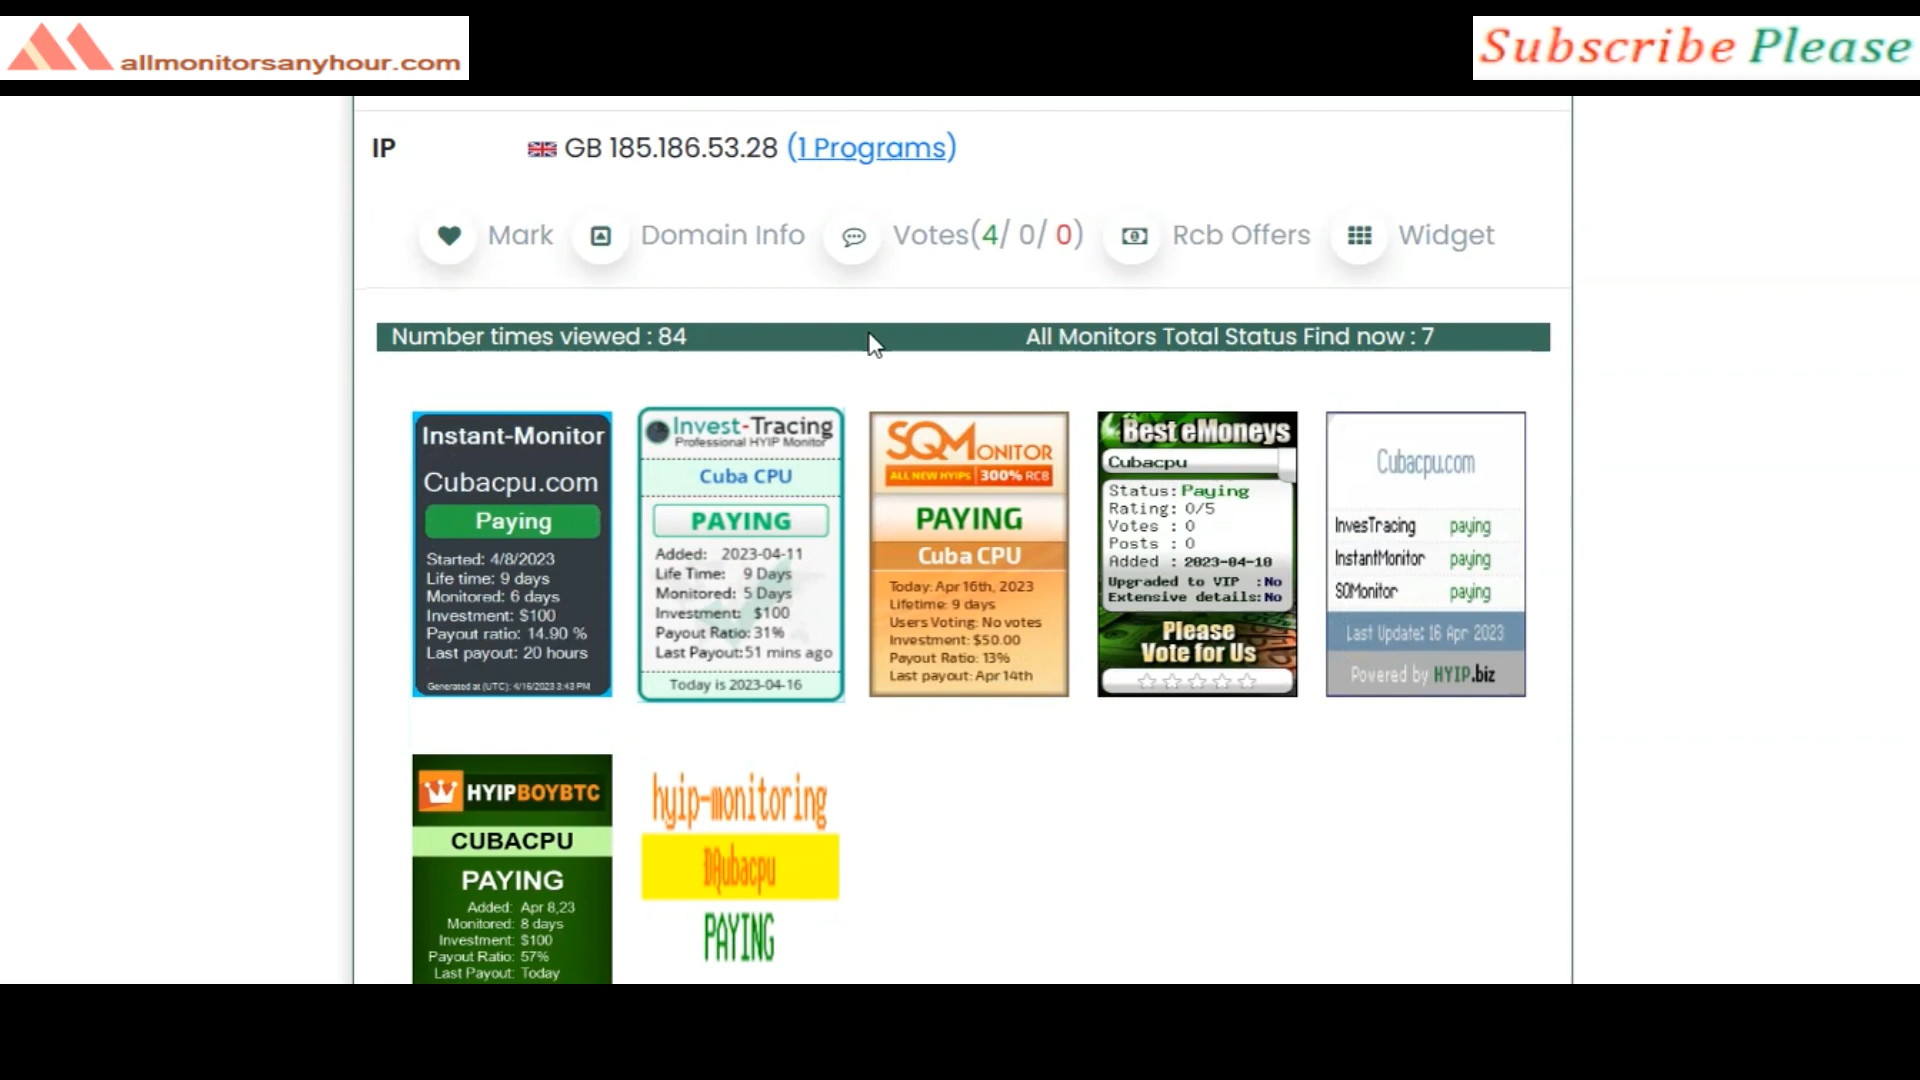 allmonitorsanyhour.com
Subscribe Please
IP GB 185.186.53.28 (1 Programs)
Mark Domain Info Votes(4/ 0/ 0) Rcb Offers Widget
Number times viewed : 84 All Monitors Total Status Find now : 7
Instant-Monitor
Cubacpu.com
Paying
Started: 4/8/2023
Life time: 9 days
Monitored: 6 days
Investment: $100
Payout ratio: 14.90 %
Last payout: 20 hours
Generated at (UTC): 4/16/2023 3:43 PM
Invest-Tracing
Professional HYIP Monitor
Cuba CPU
PAYING
Added: 2023-04-11
Life Time: 9 Days
Monitored: 5 Days
Investment: $100
Payout Ratio: 31%
Last Payout: 51 mins ago
Today is 2023-04-16
SQMONITOR
ALL NEW HYIPS 300% RCB
PAYING
Cuba CPU
Today: Apr 16th, 2023
Lifetime: 9 days
Users Voting: No votes
Investment: $50.00
Payout Ratio: 13%
Last payout: Apr 14th
Best eMoneys
Cubacpu
Status: Paying
Rating: 0/5
Votes : 0
Posts : 0
Added : 2023-04-10
Upgraded to VIP :No
Extensive details:No
Please
Vote for Us
Cubacpu.com
InvesTracing paying
InstantMonitor paying
SQMonitor paying
Last Update: 16 Apr 2023
Powered by HYIP.biz
HYIPBOYBTC
CUBACPU
PAYING
Added: Apr 8,23
Monitored: 8 days
Investment: $100
Payout Ratio: 57%
Last Payout: Today
hyip-monitoring
PAYING